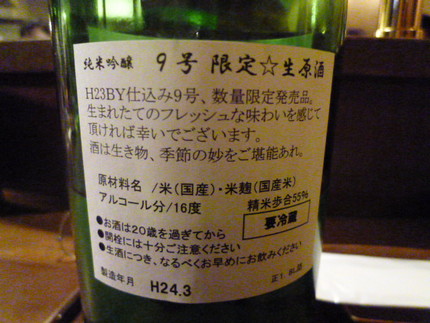 純米吟醸 9号 限定☆生原酒
H23BY仕込み9号、数量限定発売品。
生まれたてのフレッシュな味わいを感じて
頂ければ幸いでございます。
酒は生き物、季節の妙をご堪能あれ。
原材料名 /米(国産)・米麹(国産米)
アルコール分/16度 精米歩合55%
●お酒は20歳を過ぎてから 要冷蔵
●開栓には十分ご注意ください
●生酒につき、なるべくお早めにお飲みください
製造年月 H24.3